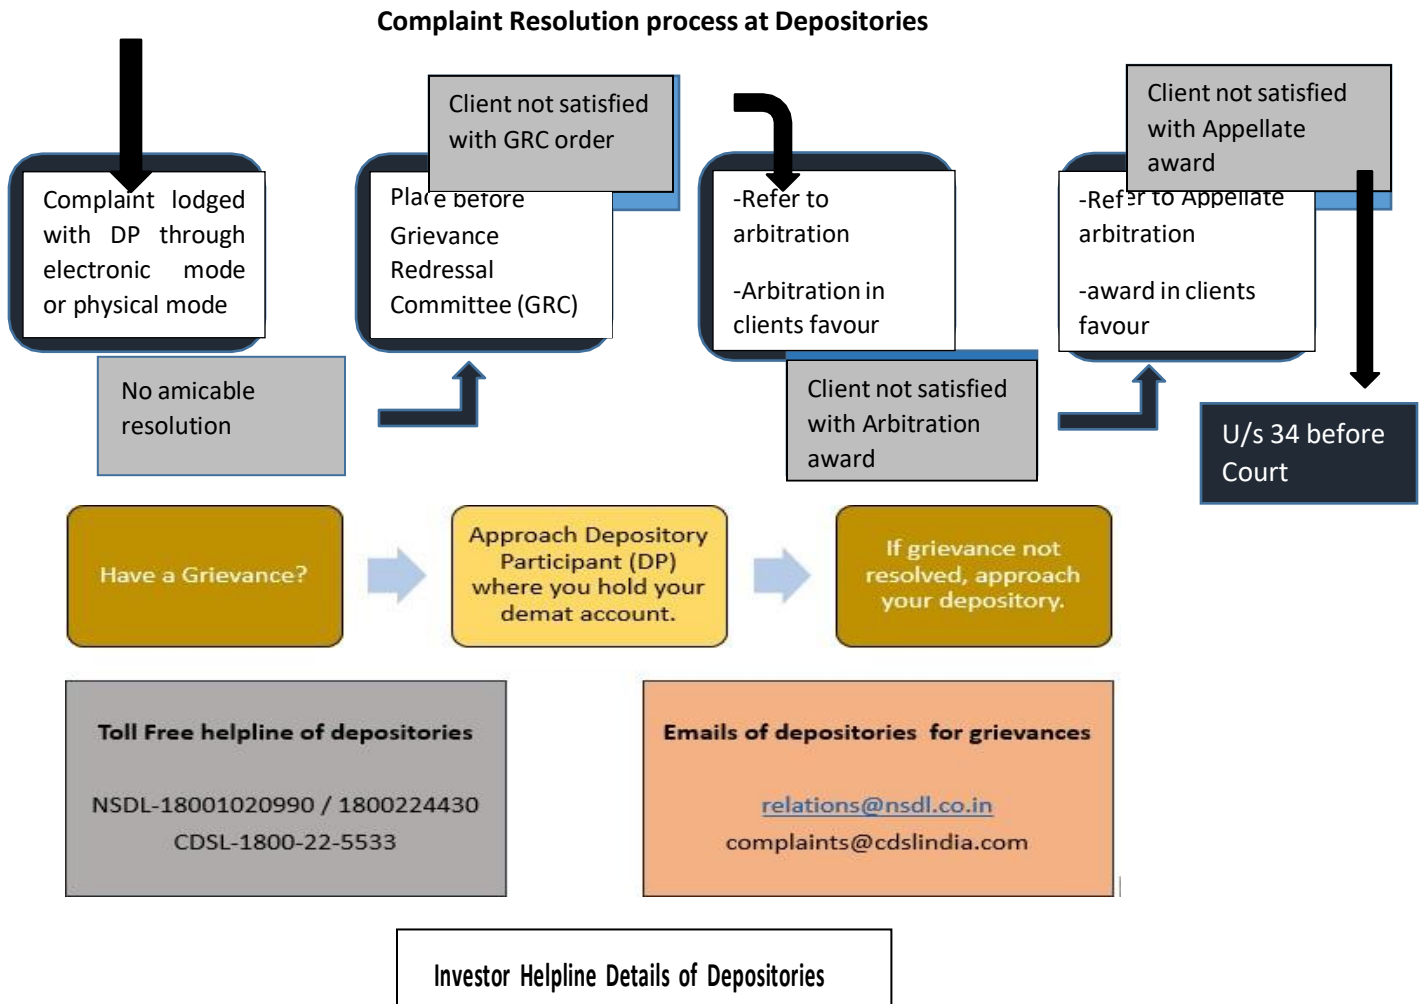 Complaint Resolution process at Depositories
Complaint lodged
with DP through
electronic mode
or physical mode
No amicable
resolution
Place before
Grievance
Redressal
Committee (GRC)
Client not satisfied
with GRC order
-Refer to
arbitration
-Arbitration in
clients favour
Client not satisfied
with Arbitration
award
-Refer to Appellate
arbitration
-award in clients
favour
Client not satisfied
with Appellate
award
U/s 34 before
Court
Have a Grievance?
Approach Depository
Participant (DP)
where you hold your
demat account.
If grievance not
resolved, approach
your depository.
Toll Free helpline of depositories
NSDL-18001020990 / 1800224430
CDSL-1800-22-5533
Emails of depositories for grievances
relations@nsdl.co.in
complaints@cdslindia.com
Investor Helpline Details of Depositories